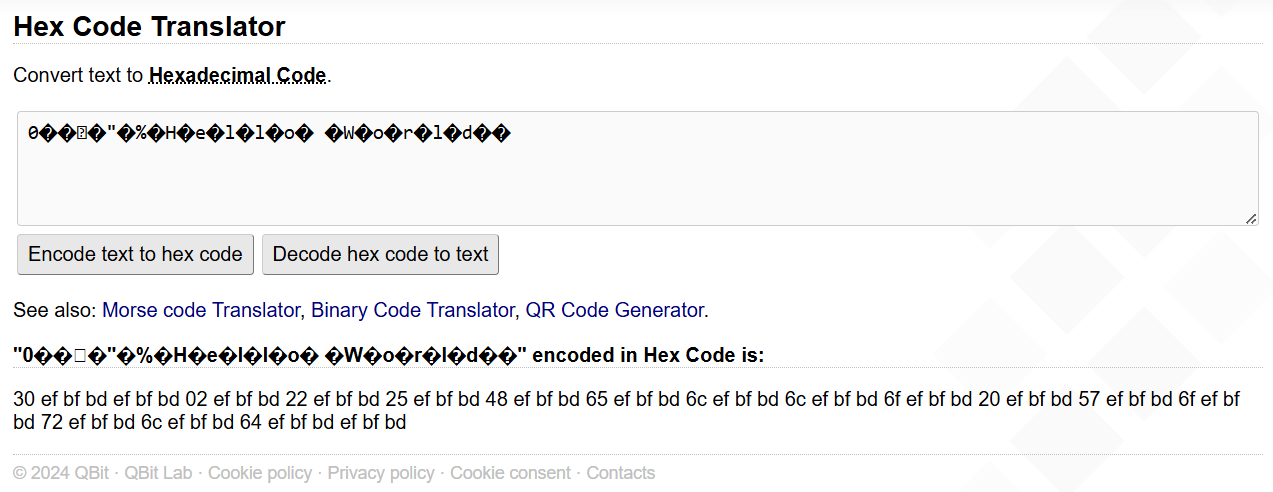 Hex Code Translator
Convert text to Hexadecimal Code.
0��␂�"�%�H�e�l�l�o� �W�o�r�l�d��
Encode text to hex code Decode hex code to text
See also: Morse code Translator, Binary Code Translator, QR Code Generator.
"0��□�"�%�H�e�l�l�o� �W�o�r�l�d��" encoded in Hex Code is:
30 ef bf bd ef bf bd 02 ef bf bd 22 ef bf bd 25 ef bf bd 48 ef bf bd 65 ef bf bd 6c ef bf bd 6c ef bf bd 6f ef bf bd 20 ef bf bd 57 ef bf bd 6f ef bf
bd 72 ef bf bd 6c ef bf bd 64 ef bf bd ef bf bd
© 2024 QBit · QBit Lab · Cookie policy · Privacy policy · Cookie consent · Contacts